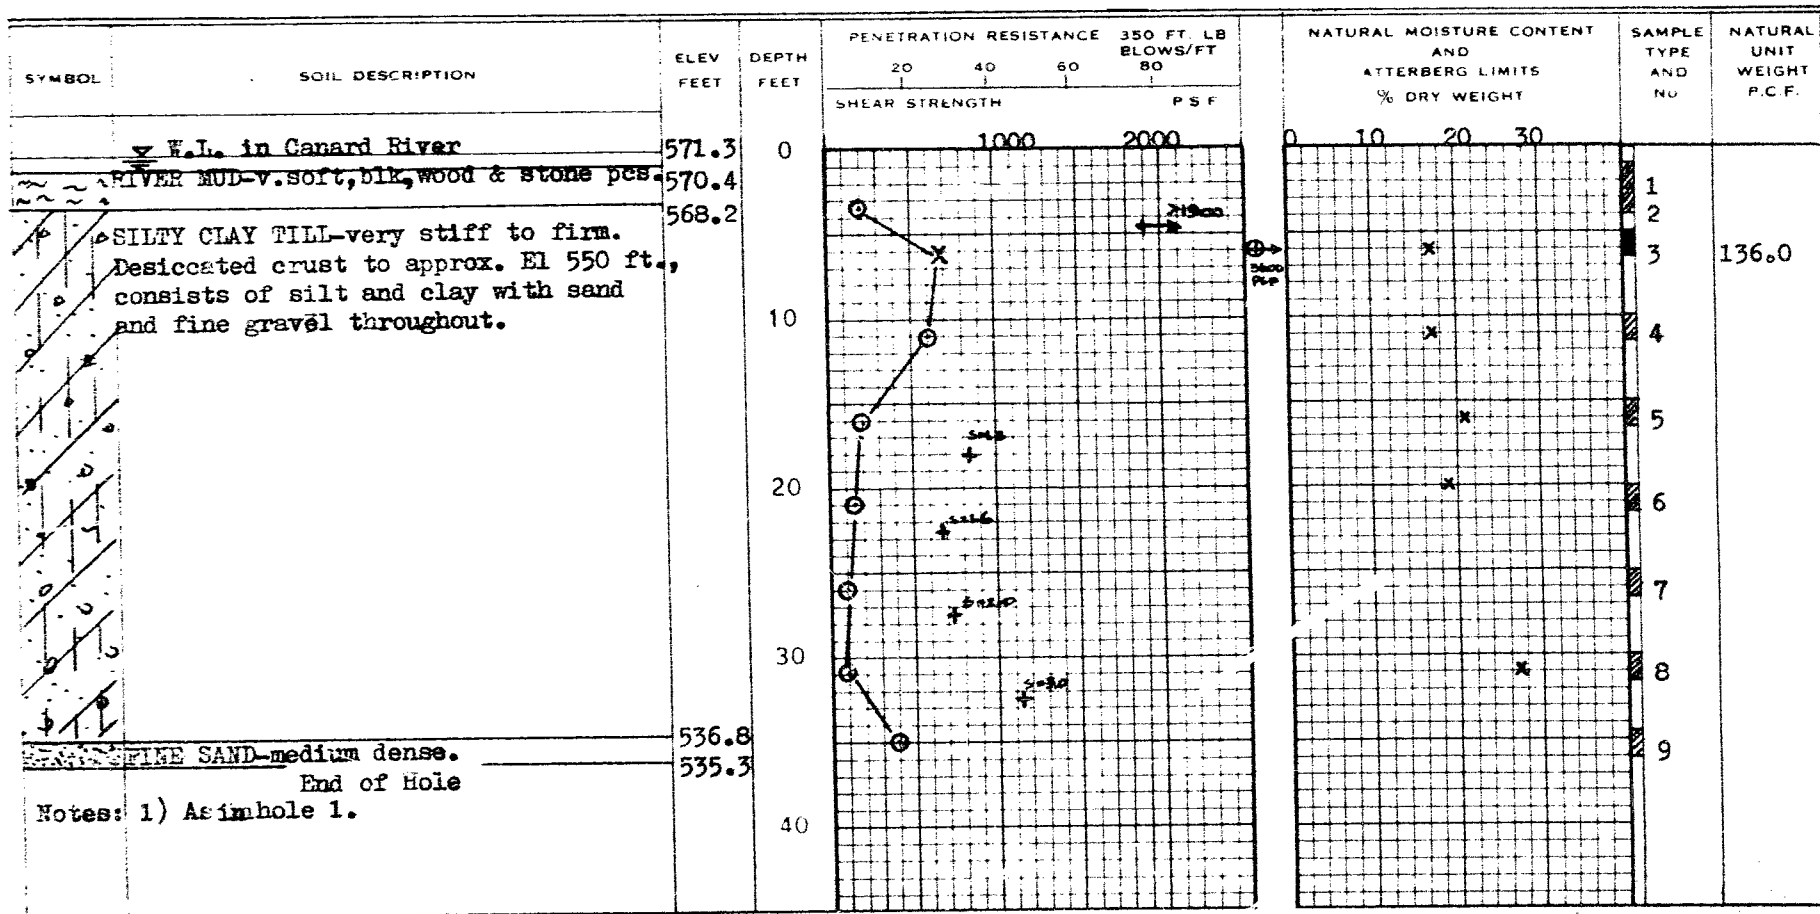 SYMBOL
SOIL DESCRIPTION
ELEV
FEET
DEPTH
FEET
PENETRATION RESISTANCE 350 FT. LB
BLOWS/FT
20 40 60 80
SHEAR STRENGTH P S F
1000 2000
NATURAL MOISTURE CONTENT
AND
ATTERBERG LIMITS
% DRY WEIGHT
0 10 20 30
SAMPLE
TYPE
AND
NO
NATURAL
UNIT
WEIGHT
P.C.F.
W.L. in Canard River 571.3 0
RIVER MUD-v.soft,blk,wood & stone pcs. 570.4
568.2
SILTY CLAY TILL-very stiff to firm.
Desiccated crust to approx. El 550 ft.,
consists of silt and clay with sand
and fine gravel throughout.
10
20
30
40
536.8
FINE SAND-medium dense.
535.3
End of Hole
Notes: 1) As in hole 1.
1
2
3 136.0
4
5
6
7
8
9